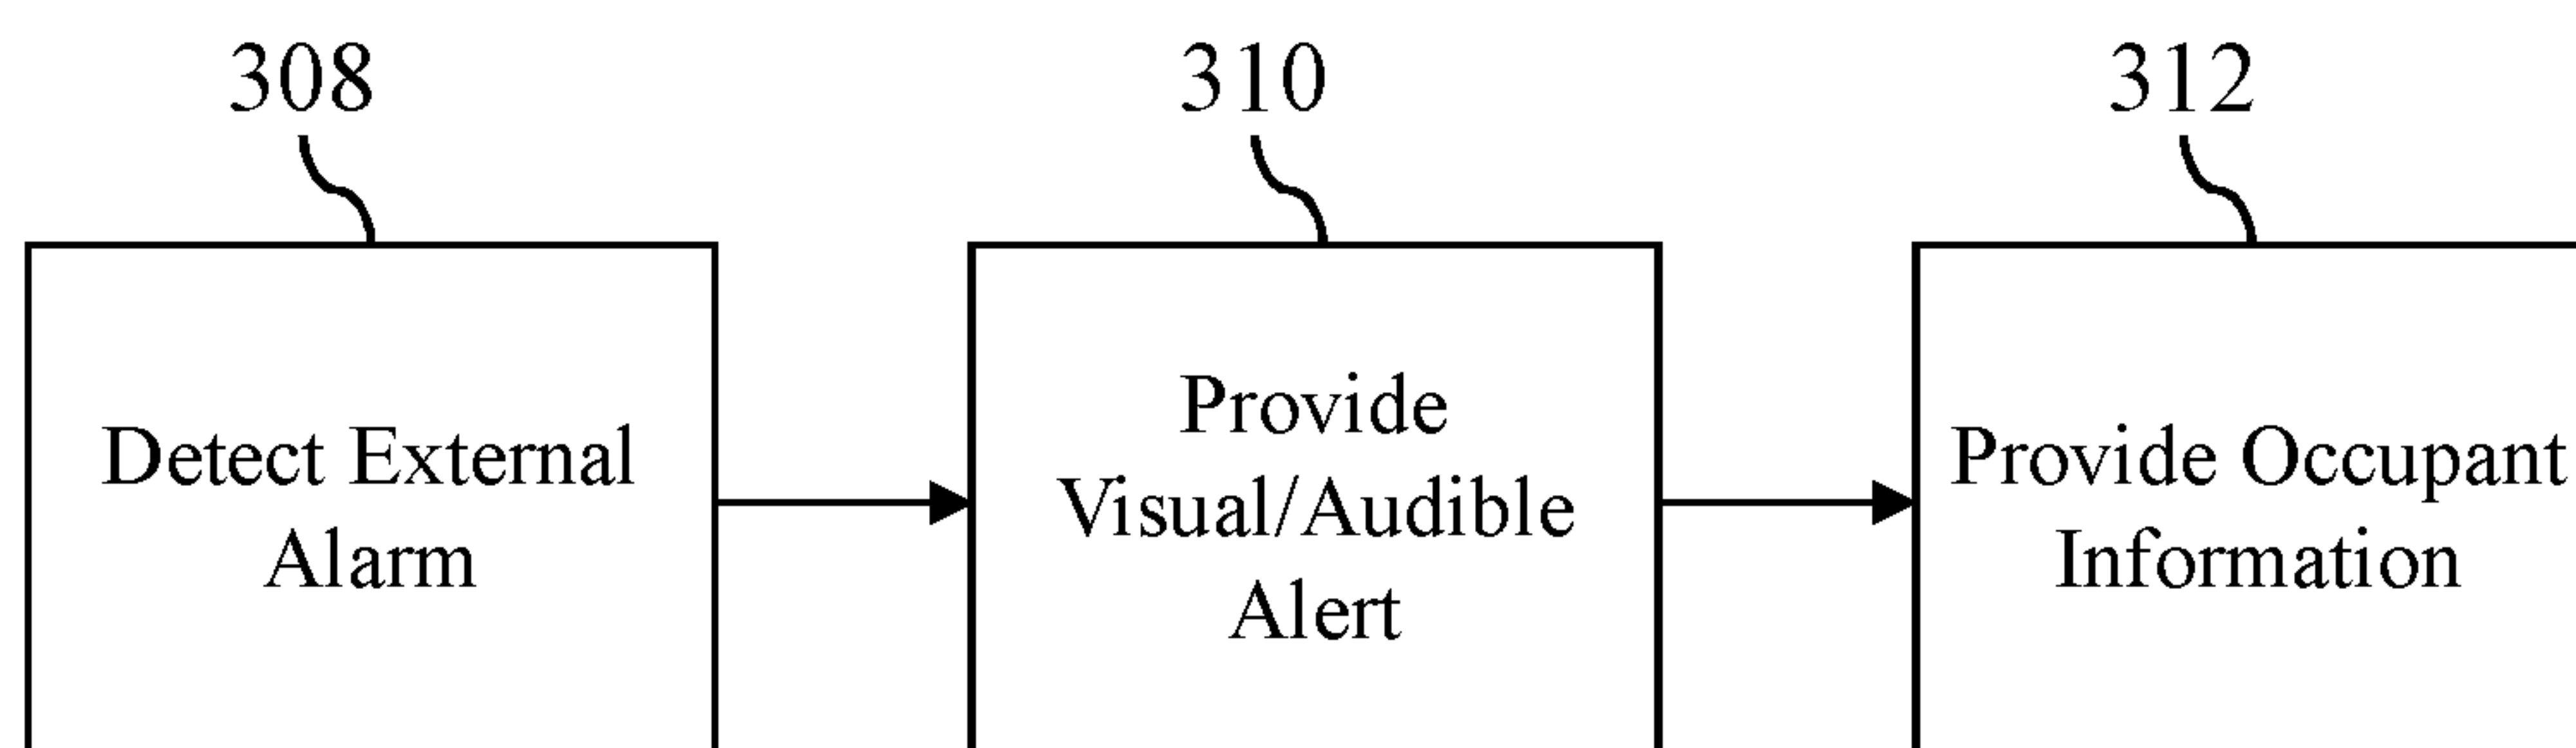 308
310
312
Detect External
Alarm
Provide
Visual/Audible
Alert
Provide Occupant
Information